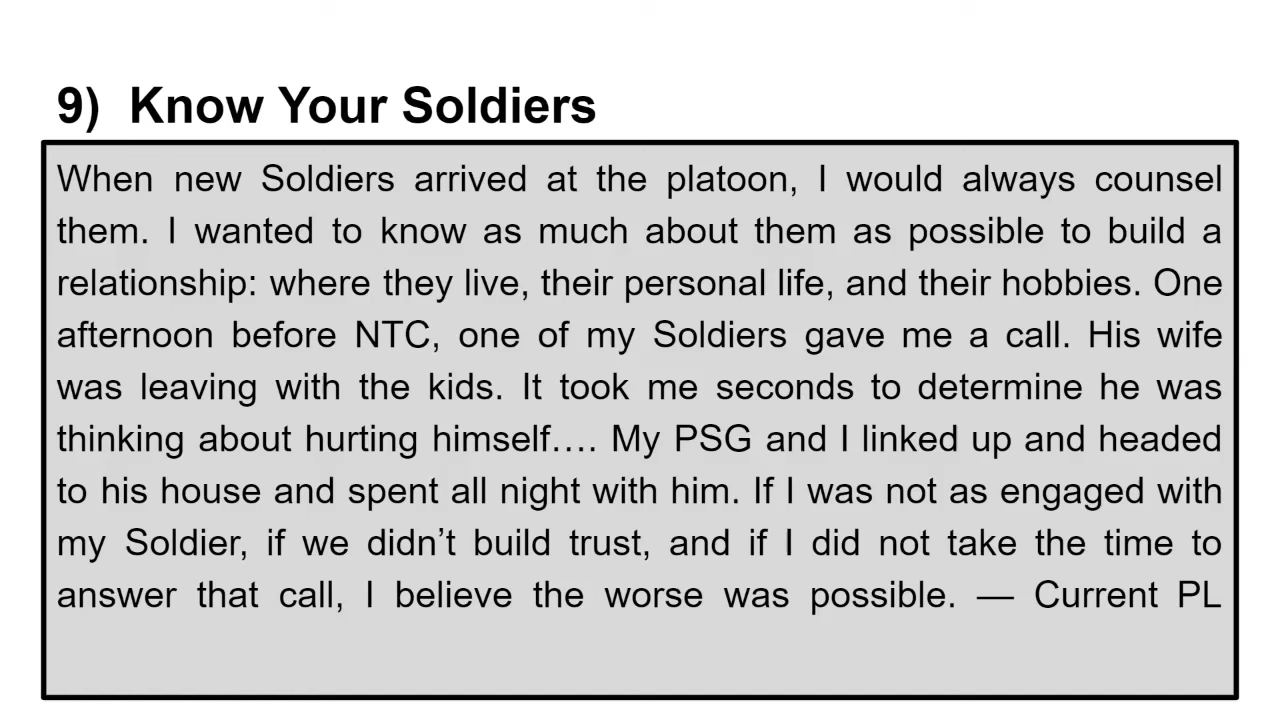 9) Know Your Soldiers
When new Soldiers arrived at the platoon, I would always counsel
them. I wanted to know as much about them as possible to build a
relationship: where they live, their personal life, and their hobbies. One
afternoon before NTC, one of my Soldiers gave me a call. His wife
was leaving with the kids. It took me seconds to determine he was
thinking about hurting himself…. My PSG and I linked up and headed
to his house and spent all night with him. If I was not as engaged with
my Soldier, if we didn’t build trust, and if I did not take the time to
answer that call, I believe the worse was possible. — Current PL